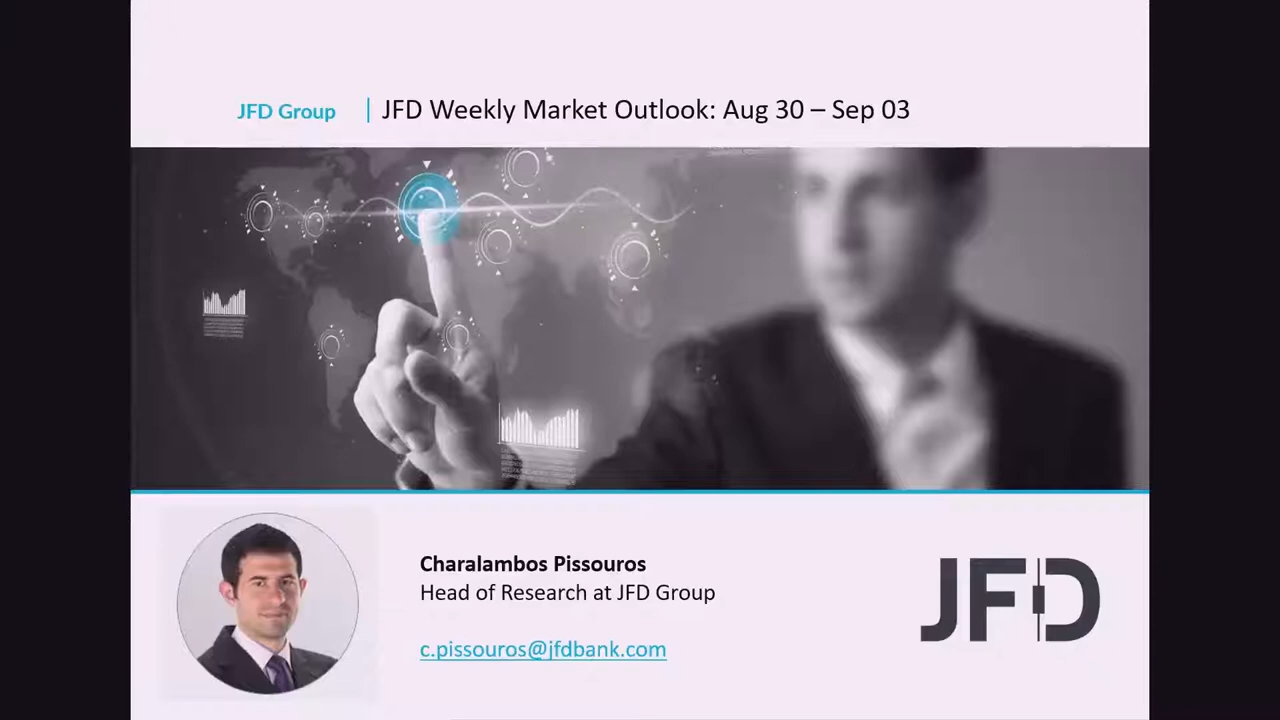 JFD Group | JFD Weekly Market Outlook: Aug 30 – Sep 03
Charalambos Pissouros
Head of Research at JFD Group
c.pissouros@jfdbank.com
JFD